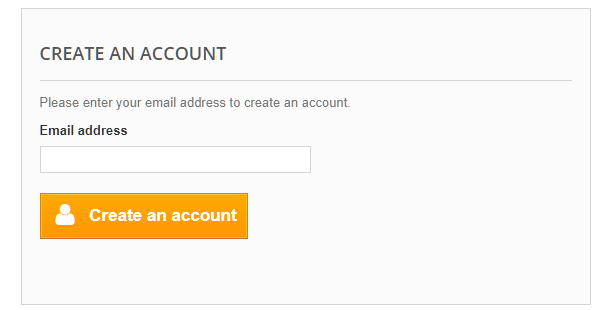 CREATE AN ACCOUNT
Please enter your email address to create an account.
Email address
Create an account